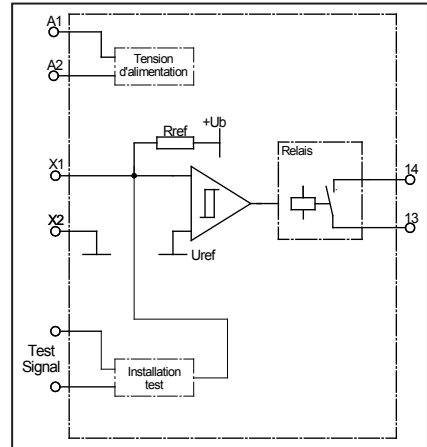 A1
Tension
d'alimentation
A2
+Ub
Rref
Relais
X1
14
13
X2
Uref
Test
Signal
Installation
test